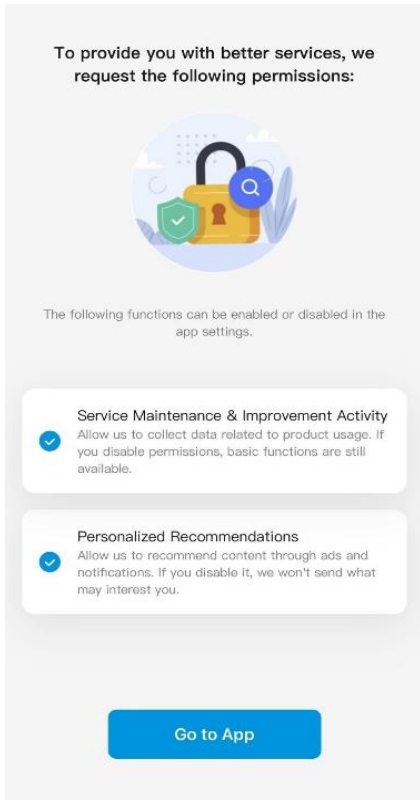 To provide you with better services, we
request the following permissions:
The following functions can be enabled or disabled in the
app settings.
Service Maintenance & Improvement Activity
Allow us to collect data related to product usage. If
you disable permissions, basic functions are still
available.
Personalized Recommendations
Allow us to recommend content through ads and
notifications. If you disable it, we won't send what
may interest you.
Go to App